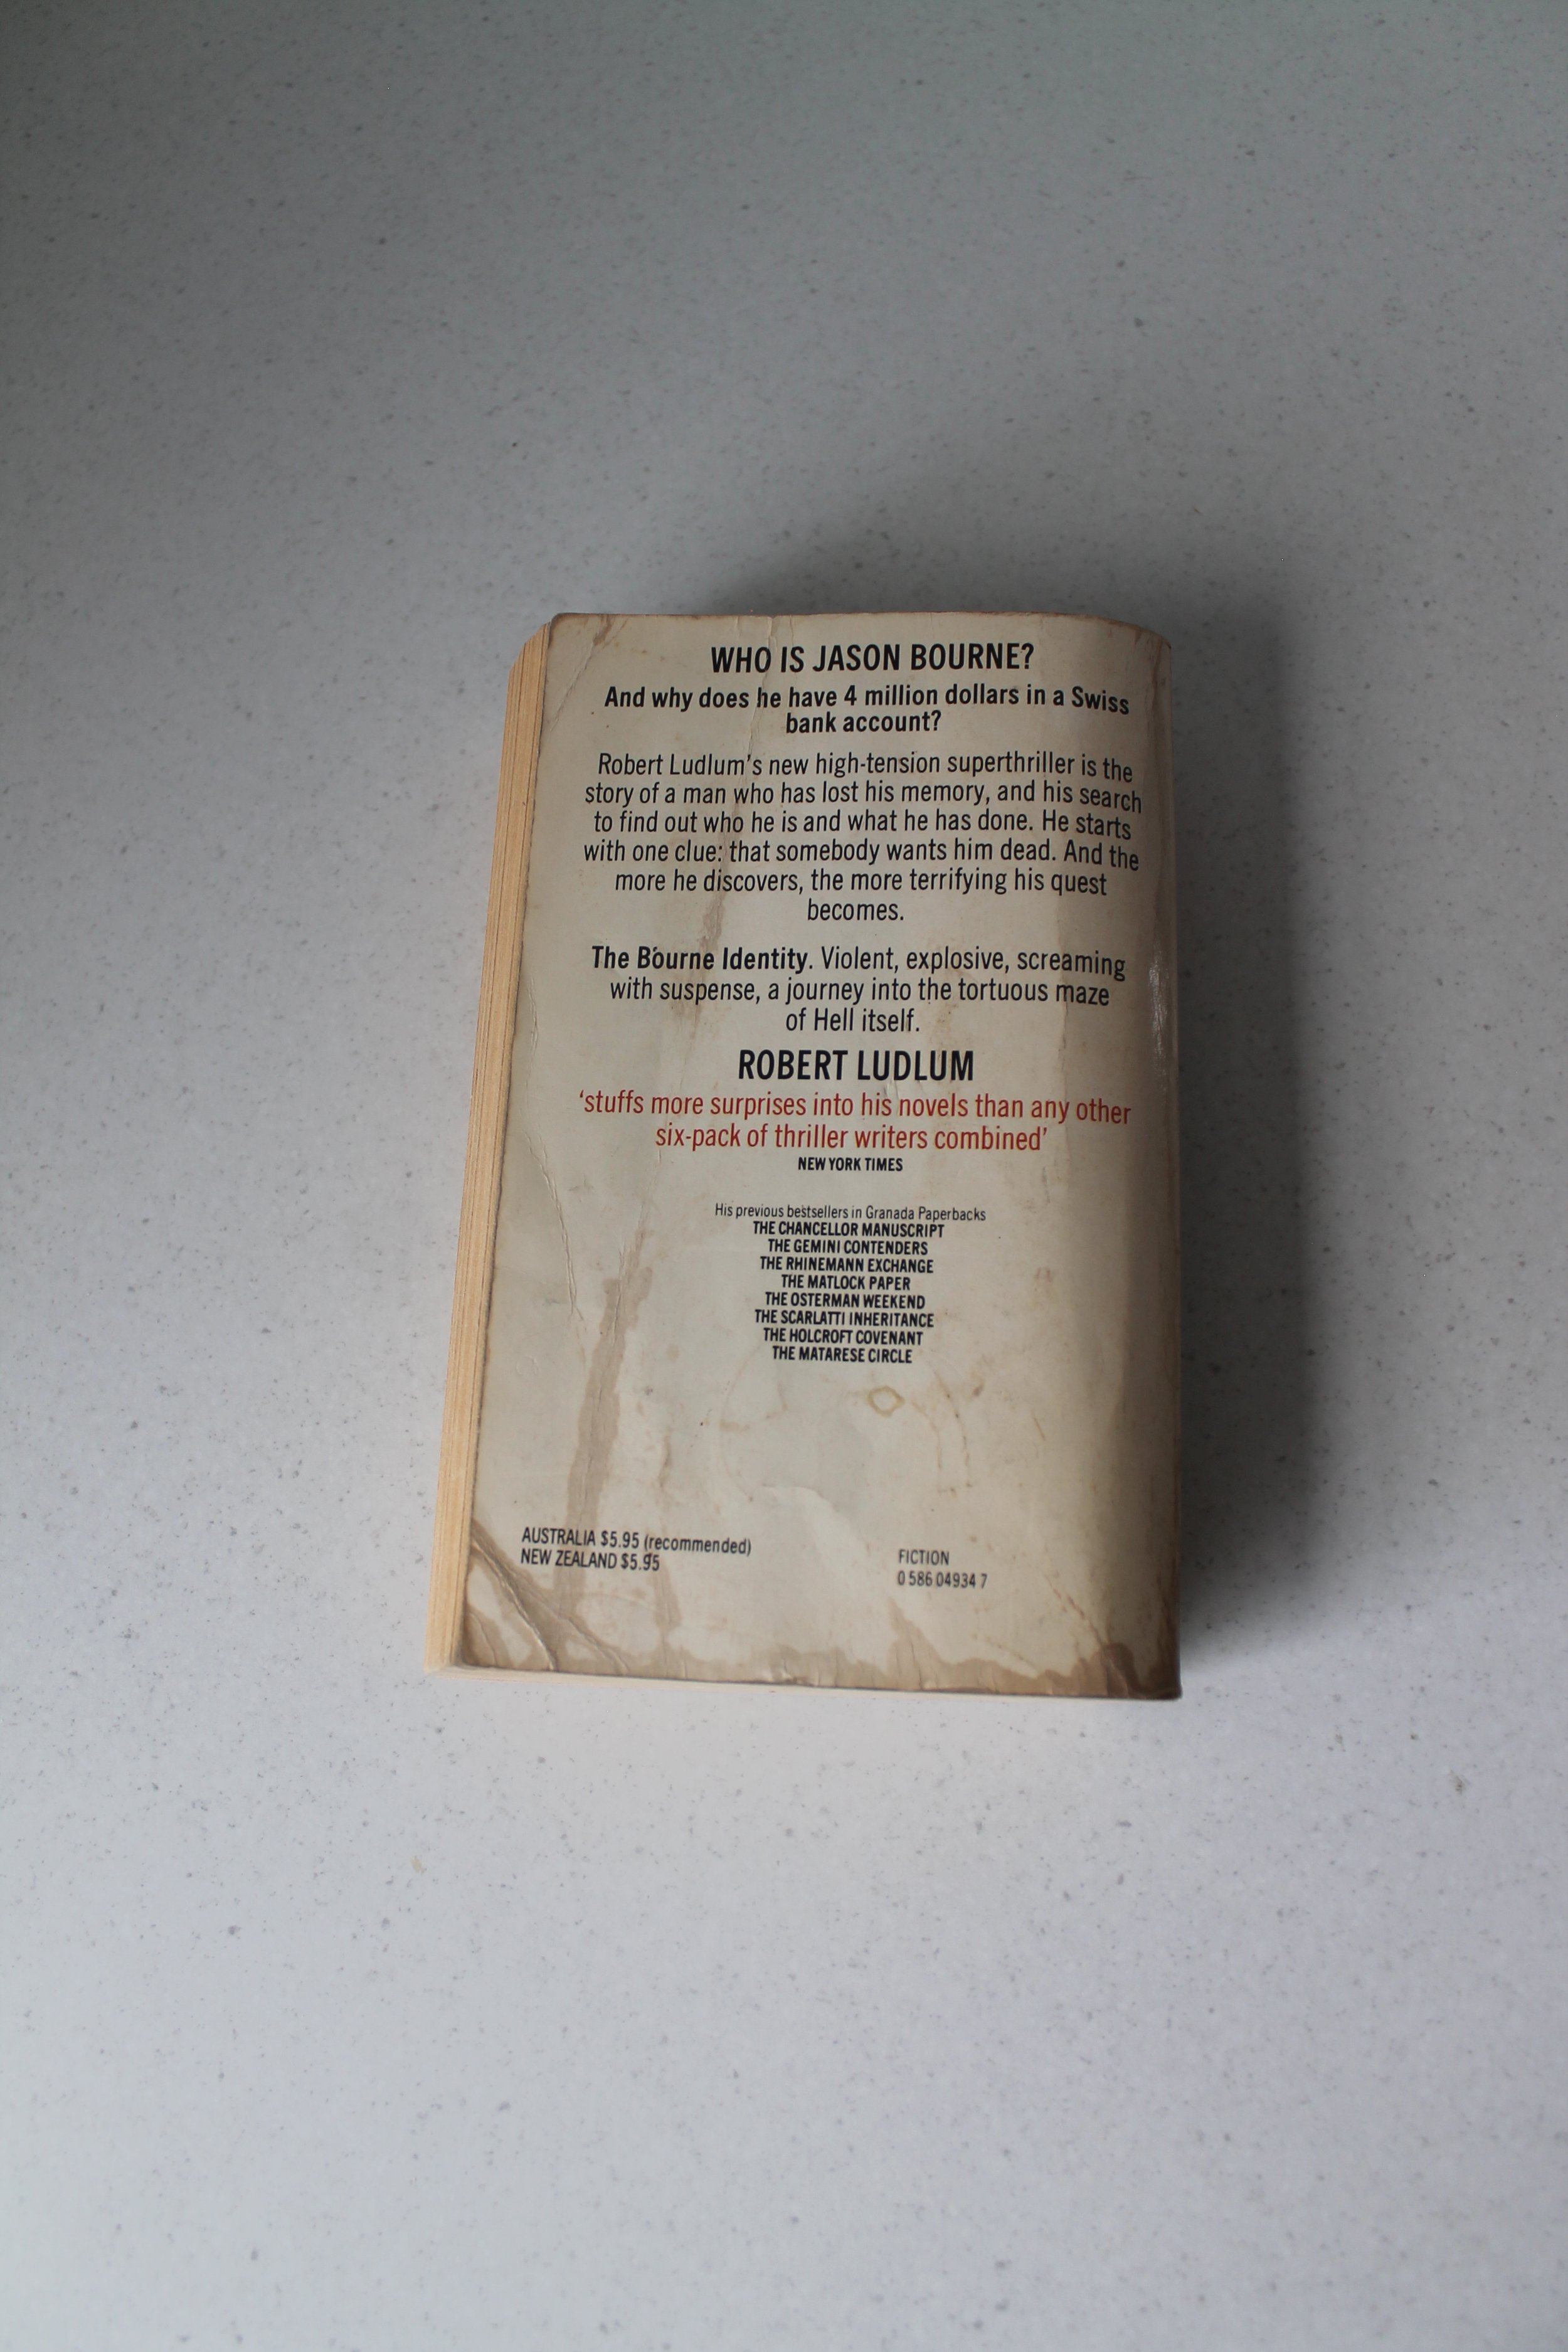 WHO IS JASON BOURNE?
And why does he have 4 million dollars in a Swiss
bank account?
Robert Ludlum's new high-tension superthriller is the
story of a man who has lost his memory, and his search
to find out who he is and what he has done. He starts
with one clue: that somebody wants him dead. And the
more he discovers, the more terrifying his quest
becomes.
The Bourne Identity. Violent, explosive, screaming
with suspense, a journey into the tortuous maze
of Hell itself.
ROBERT LUDLUM
'stuffs more surprises into his novels than any other
six-pack of thriller writers combined'
NEW YORK TIMES
His previous bestsellers in Granada Paperbacks
THE CHANCELLOR MANUSCRIPT
THE GEMINI CONTENDERS
THE RHINEMANN EXCHANGE
THE MATLOCK PAPER
THE OSTERMAN WEEKEND
THE SCARLATTI INHERITANCE
THE HOLCROFT COVENANT
THE MATARESE CIRCLE
AUSTRALIA $5.95 (recommended)
NEW ZEALAND $5.95
FICTION
0 586 04934 7